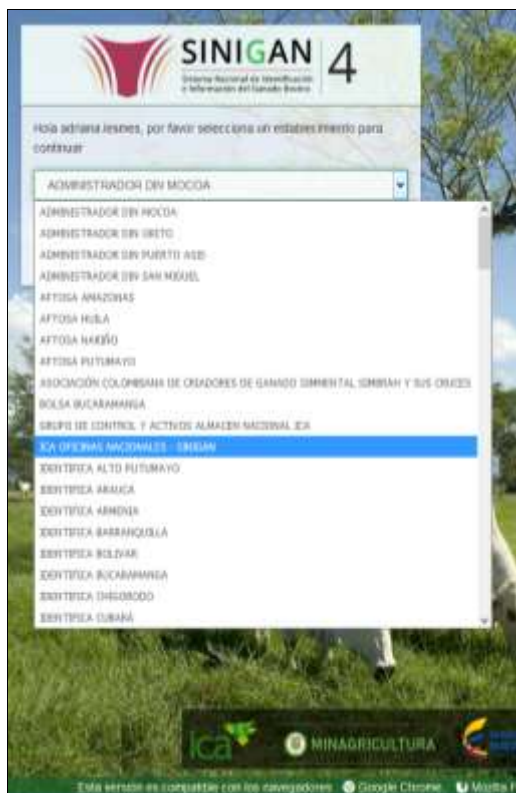 SINIGAN 4
Sistema Nacional de Identificación
e Información del Ganado Bovino
Hola adriana lesmes, por favor selecciona un establecimiento para
continuar
ADMINISTRADOR DIN MOCOA
ADMINISTRADOR DIN MOCOA
ADMINISTRADOR DIN ORITO
ADMINISTRADOR DIN PUERTO ASIS
ADMINISTRADOR DIN SAN MIGUEL
AFTOSA AMAZONAS
AFTOSA HUILA
AFTOSA NARIÑO
AFTOSA PUTUMAYO
ASOCIACIÓN COLOMBIANA DE CRIADORES DE GANADO SIMMENTAL SIMBRAH Y SUS CRUCES
BOLSA BUCARAMANGA
GRUPO DE CONTROL Y ACTIVOS ALMACEN NACIONAL ICA
ICA OFICINAS NACIONALES - SINIGAN
IDENTIFICA ALTO PUTUMAYO
IDENTIFICA ARAUCA
IDENTIFICA ARMENIA
IDENTIFICA BARRANQUILLA
IDENTIFICA BOLIVAR
IDENTIFICA BUCARAMANGA
IDENTIFICA CHIGORODO
IDENTIFICA CUBARÁ
ica MINAGRICULTURA
Esta versión es compatible con los navegadores Google Chrome Mozilla F